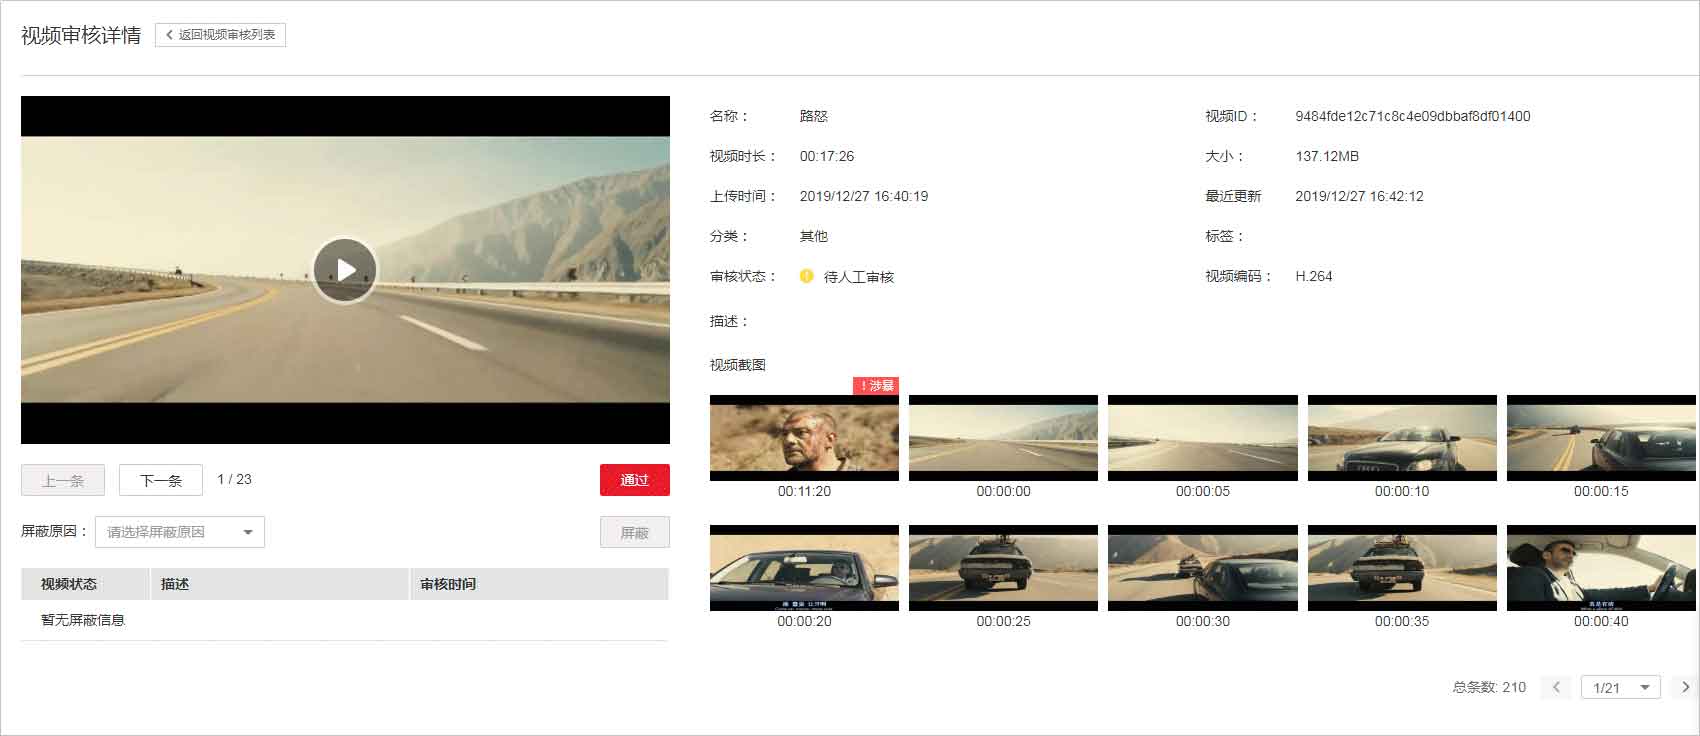 视频审核详情
返回视频审核列表
名称：
路怒
视频ID：
9484fde12c71c8c4e09dbbaf8df01400
视频时长：
00:17:26
大小：
137.12MB
上传时间：
2019/12/27 16:40:19
最近更新
2019/12/27 16:42:12
分类：
其他
标签：
审核状态：
待人工审核
视频编码：
H.264
描述：
视频截图
！涉暴
00:11:20
00:00:00
00:00:05
00:00:10
00:00:15
00:00:20
00:00:25
00:00:30
00:00:35
00:00:40
上一条
下一条
1 / 23
通过
屏蔽原因：
请选择屏蔽原因
屏蔽
视频状态
描述
审核时间
暂无屏蔽信息
总条数: 210
1/21